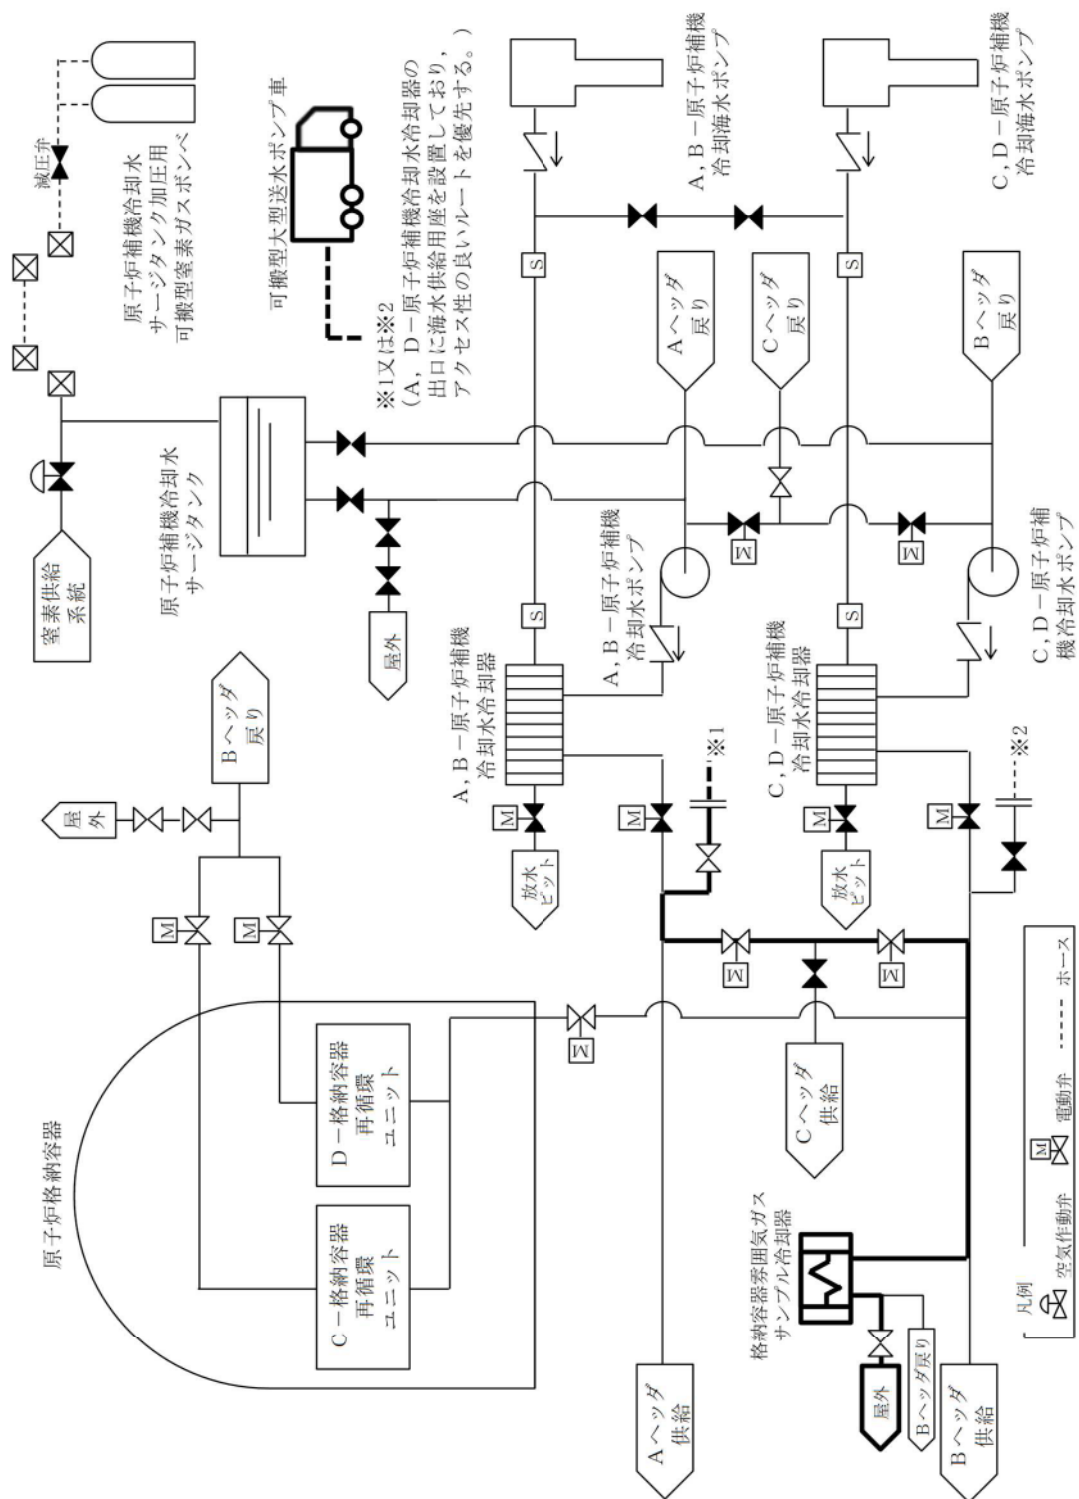 原子炉格納容器
C－格納容器
再循環
ユニット
D－格納容器
再循環
ユニット
M
M
屋外
Bヘッダ
戻り
窒素供給
系統
減圧弁
原子炉補機冷却水
サージタンク加圧用
可搬型窒素ガスボンベ
原子炉補機冷却水
サージタンク
屋外
可搬型大型送水ポンプ車
※1又は※2
(A，D－原子炉補機冷却水冷却器の
出口に海水供給用座を設置しており，
アクセス性の良いルートを優先する。)
放水
ピット
M
A,B－原子炉補機
冷却水冷却器
S
S
A,B－原子炉補機
冷却海水ポンプ
Aヘッダ
供給
M
M
※1
A,B－原子炉補機
冷却水ポンプ
Aヘッダ
戻り
M
M
Cヘッダ
供給
M
M
Cヘッダ
戻り
放水
ピット
M
C,D－原子炉補機
冷却水冷却器
S
S
C,D－原子炉補機
冷却海水ポンプ
格納容器雰囲気ガス
サンプル冷却器
屋外
Bヘッダ戻り
Bヘッダ
供給
M
※2
C,D－原子炉補
機冷却水ポンプ
Bヘッダ
戻り
凡例
空気作動弁
M
電動弁
ホース